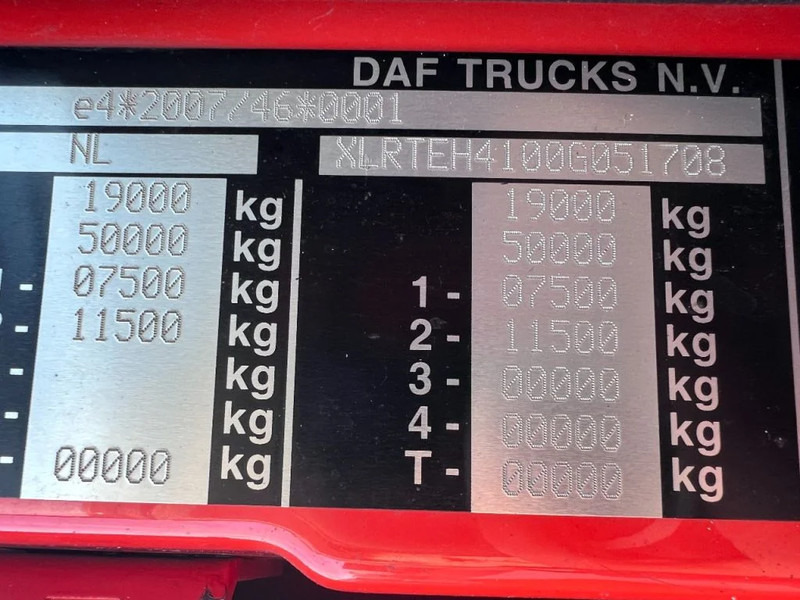 DAF TRUCKS N.V.
e4*2007/46*0001
NL XLRTEH4100G051708
19000 kg 19000 kg
50000 kg 50000 kg
- 07500 kg 1- 07500 kg
- 11500 kg 2- 11500 kg
- kg 3- 00000 kg
- kg 4- 00000 kg
- 00000 kg T- 00000 kg